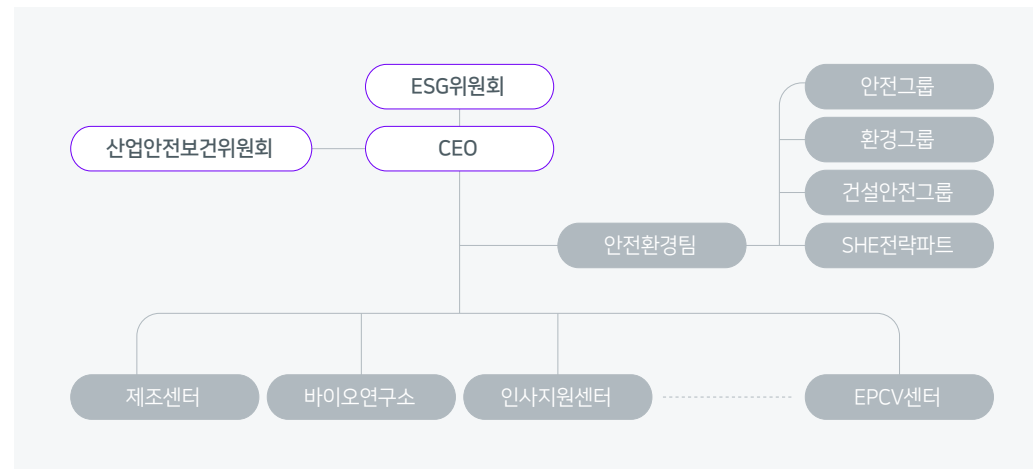 ESG위원회
산업안전보건위원회
CEO
안전그룹
환경그룹
건설안전그룹
안전환경팀
SHE전략파트
제조센터
바이오연구소
인사지원센터
EPCV센터